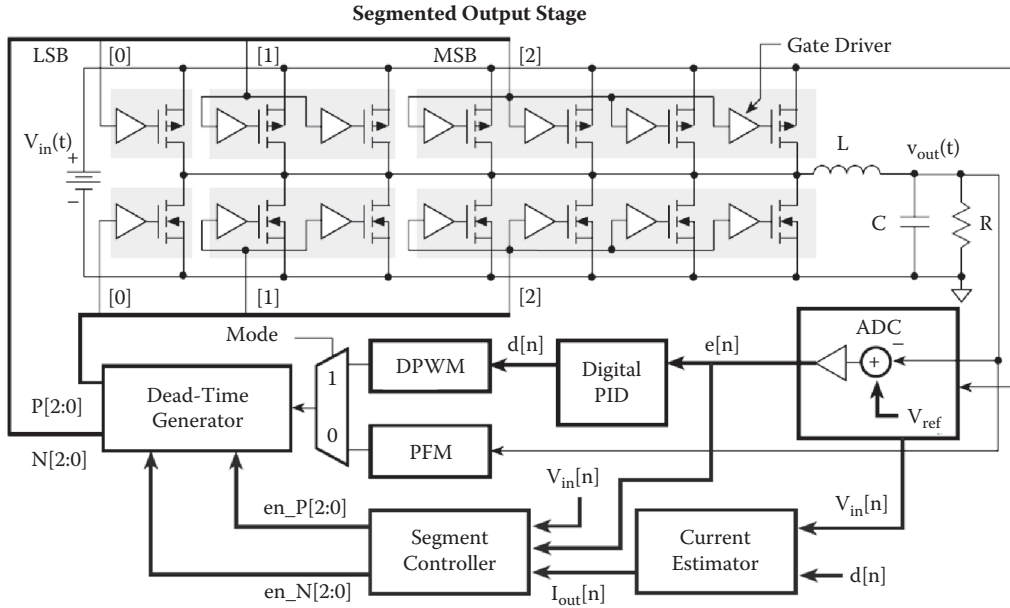 Segmented Output Stage
LSB [0] [1] MSB [2]
Gate Driver
V_in(t)
+
−
L
v_out(t)
C
R
[0] [1] [2]
Mode
ADC
−
+
V_ref
e[n]
d[n]
DPWM
Digital
PID
1
0
P[2:0]
Dead-Time
Generator
N[2:0]
PFM
V_in[n]
V_in[n]
en_P[2:0]
Segment
Controller
Current
Estimator
en_N[2:0]
I_out[n]
d[n]